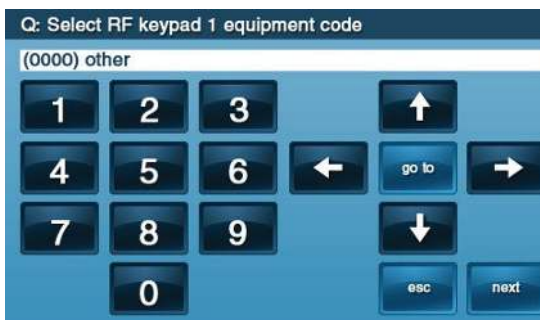 Q: Select RF keypad 1 equipment code
(0000) other
1 2 3
4 5 6 go to
7 8 9
0 esc next